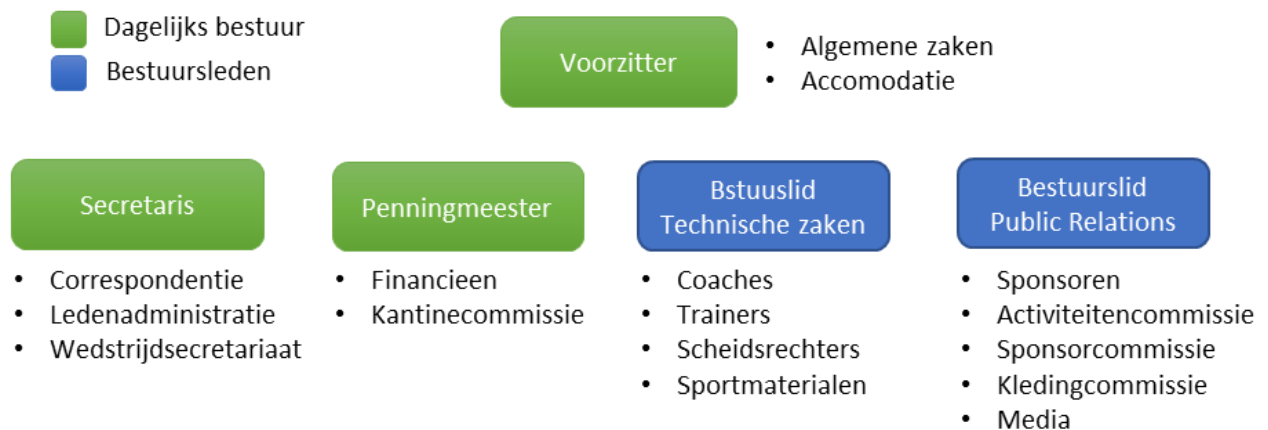 Dagelijks bestuur
Bestuursleden
Voorzitter
• Algemene zaken
• Accomodatie
Secretaris
• Correspondentie
• Ledenadministratie
• Wedstrijdsecretariaat
Penningmeester
• Financieen
• Kantinecommissie
Bstuuslid
Technische zaken
• Coaches
• Trainers
• Scheidsrechters
• Sportmaterialen
Bestuurslid
Public Relations
• Sponsoren
• Activiteitencommissie
• Sponsorcommissie
• Kledingcommissie
• Media